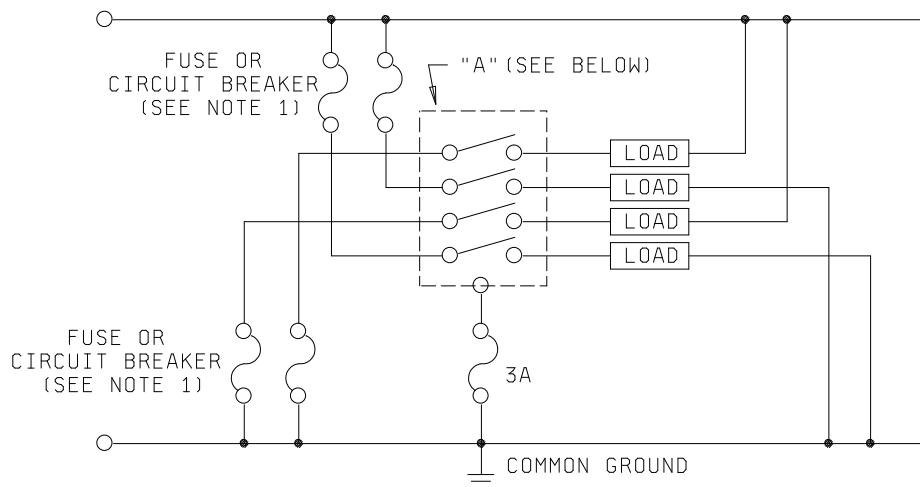 FUSE OR
CIRCUIT BREAKER
(SEE NOTE 1)
"A" (SEE BELOW)
LOAD
LOAD
LOAD
LOAD
FUSE OR
CIRCUIT BREAKER
(SEE NOTE 1)
3A
COMMON GROUND